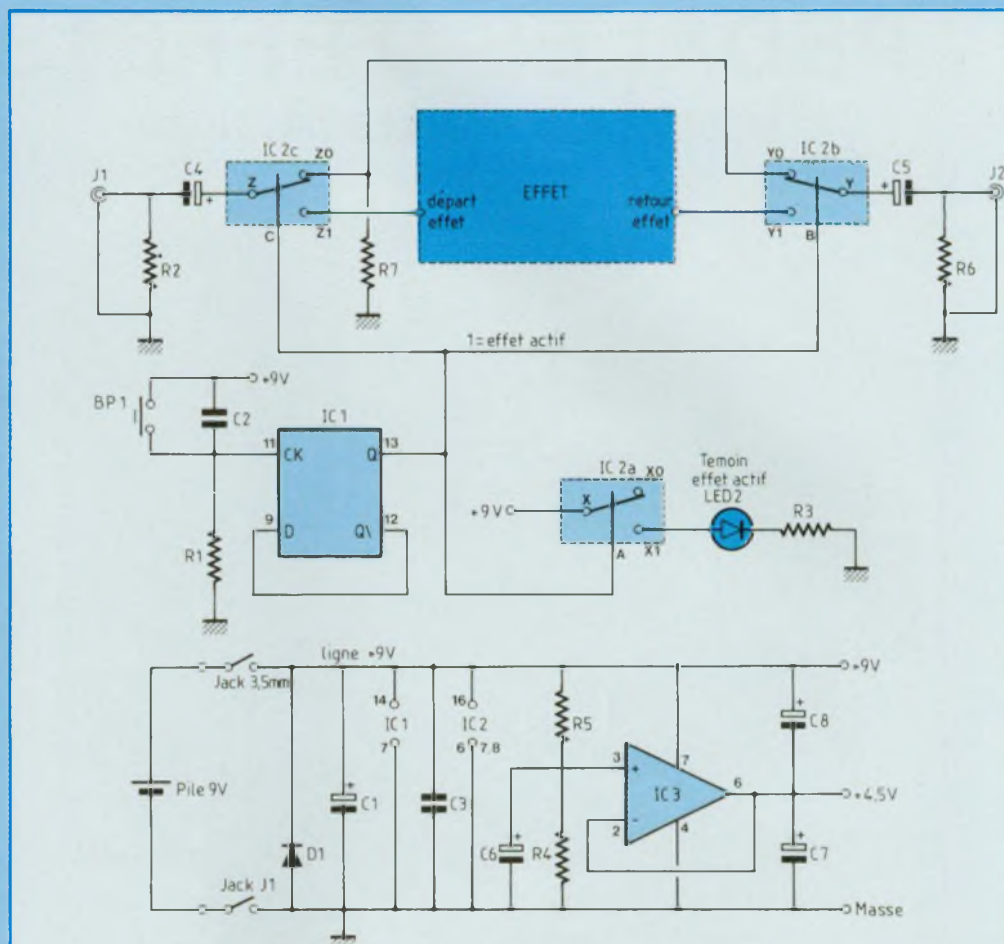 J1
C4
IC 2c
Z0
Z
Z1
C
R2
R7
départ
effet
EFFET
retour
effet
Y0
IC 2b
Y
Y1
B
C5
J2
R6
1= effet actif
BP 1
+9V
C2
IC 1
11
CK
Q
13
9
D
Q\
12
R1
IC 2a
X0
+9V
X
X1
A
Temoin
effet actif
LED2
R3
ligne +9V
Jack 3,5mm
Pile 9V
Jack J1
D1
C1
14
IC1
7
C3
16
IC2
6
7.8
R5
R4
C6
3
+
2
-
IC3
7
4
6
C8
C7
+9V
+4,5V
Masse